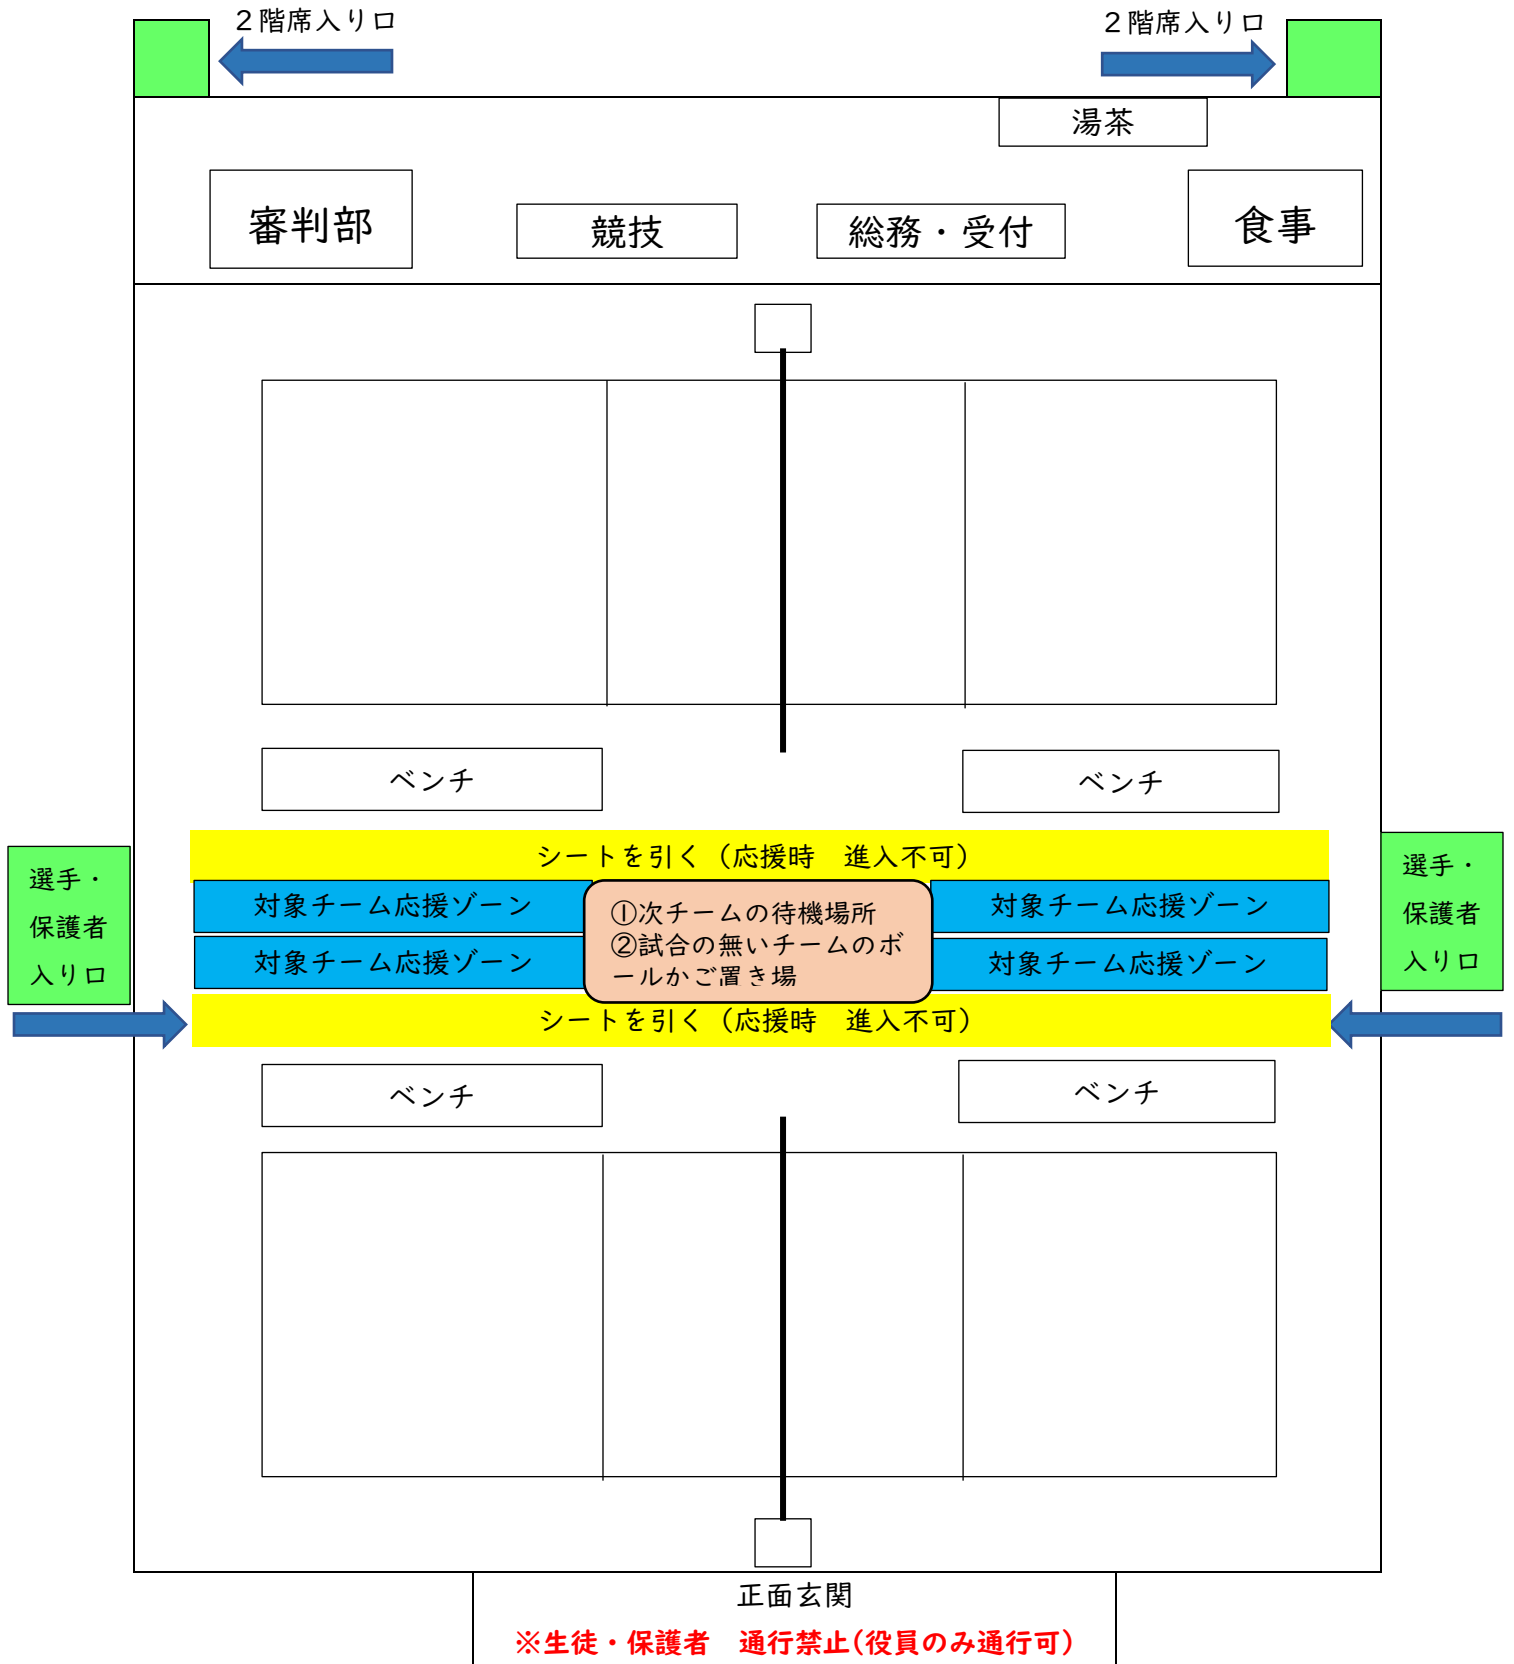 ２階席入り口
２階席入り口
湯茶
審判部
競技
総務・受付
食事
ベンチ
ベンチ
シートを引く（応援時　進入不可）
選手・
保護者
入り口
対象チーム応援ゾーン
対象チーム応援ゾーン
①次チームの待機場所
②試合の無いチームのボ
ールかご置き場
対象チーム応援ゾーン
対象チーム応援ゾーン
選手・
保護者
入り口
シートを引く（応援時　進入不可）
ベンチ
ベンチ
正面玄関
※生徒・保護者　通行禁止(役員のみ通行可)